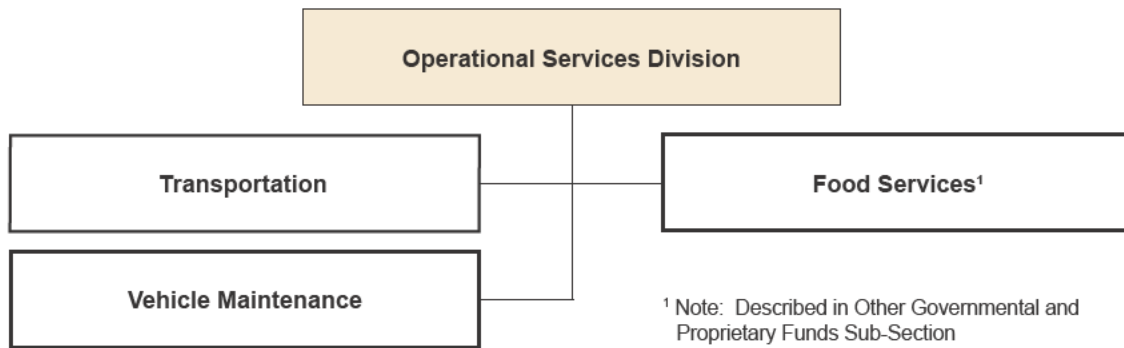 Operational Services Division
Transportation
Food Services¹
Vehicle Maintenance
¹ Note: Described in Other Governmental and
Proprietary Funds Sub-Section